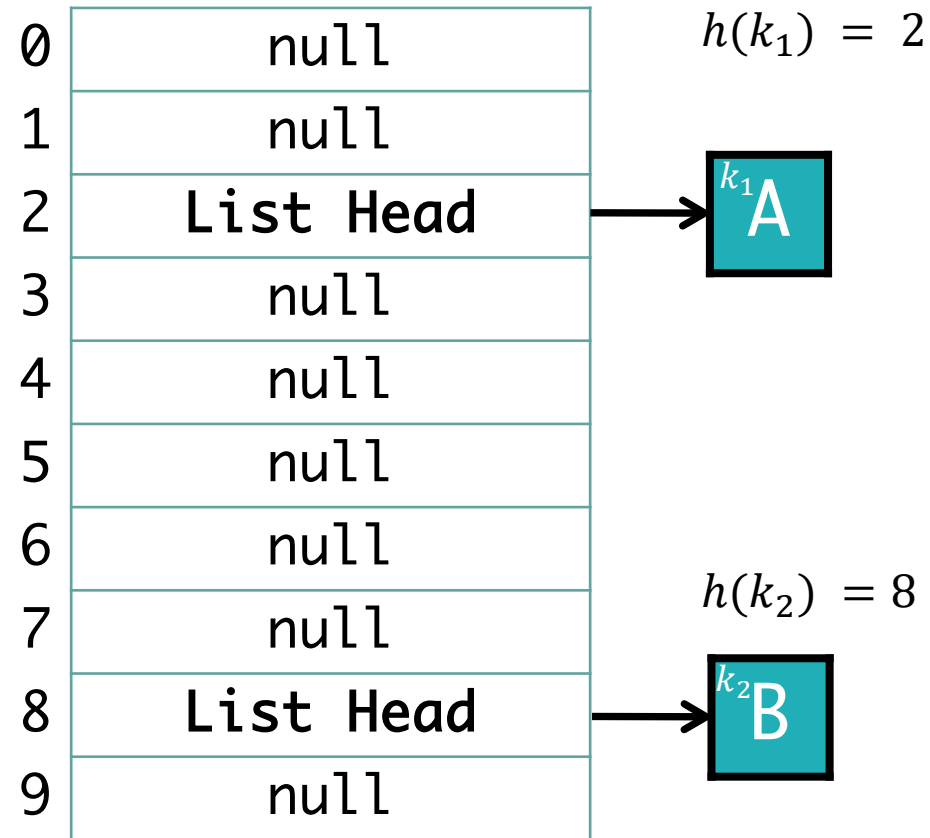 0 null h(k₁) = 2
1 null
2 List Head k₁ A
3 null
4 null
5 null
6 null
7 null h(k₂) = 8
8 List Head k₂ B
9 null